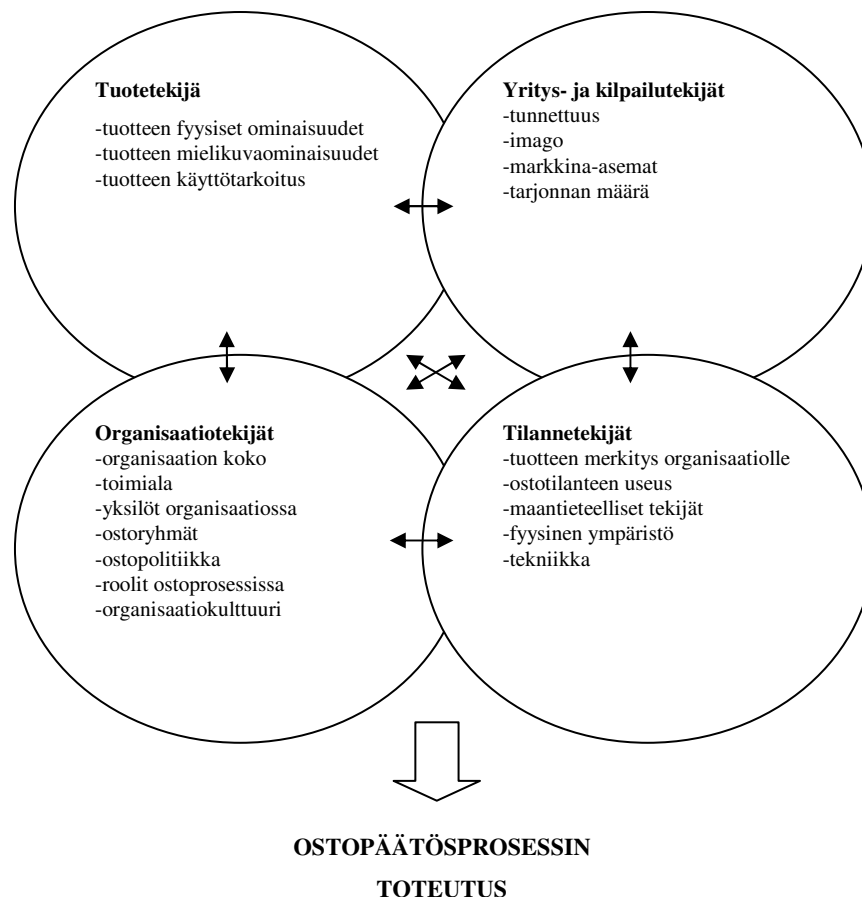 Tuotetekijä
-tuotteen fyysiset ominaisuudet
-tuotteen mielikuvaominaisuudet
-tuotteen käyttötarkoitus
Yritys- ja kilpailutekijät
-tunnettuus
-imago
-markkina-asemat
-tarjonnan määrä
Organisaatiotekijät
-organisaation koko
-toimiala
-yksilöt organisaatiossa
-ostoryhmät
-ostopolitiikka
-roolit ostoprosessissa
-organisaatiokulttuuri
Tilannetekijät
-tuotteen merkitys organisaatiolle
-ostotilanteen useus
-maantieteelliset tekijät
-fyysinen ympäristö
-tekniikka
OSTOPÄÄTÖSPROSESSIN
TOTEUTUS